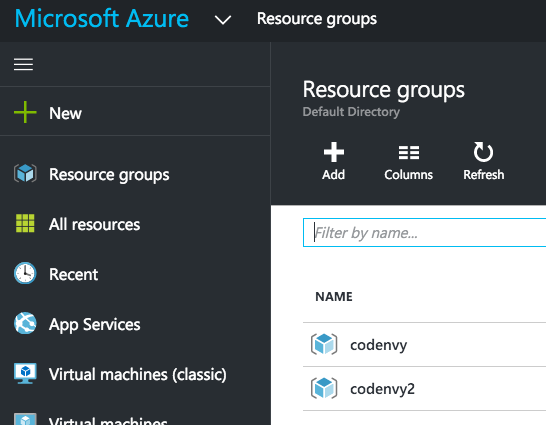 Microsoft Azure
Resource groups
New
Resource groups
All resources
Recent
App Services
Virtual machines (classic)
Virtual machines
Resource groups
Default Directory
Add
Columns
Refresh
Filter by name...
NAME
codenvy
codenvy2